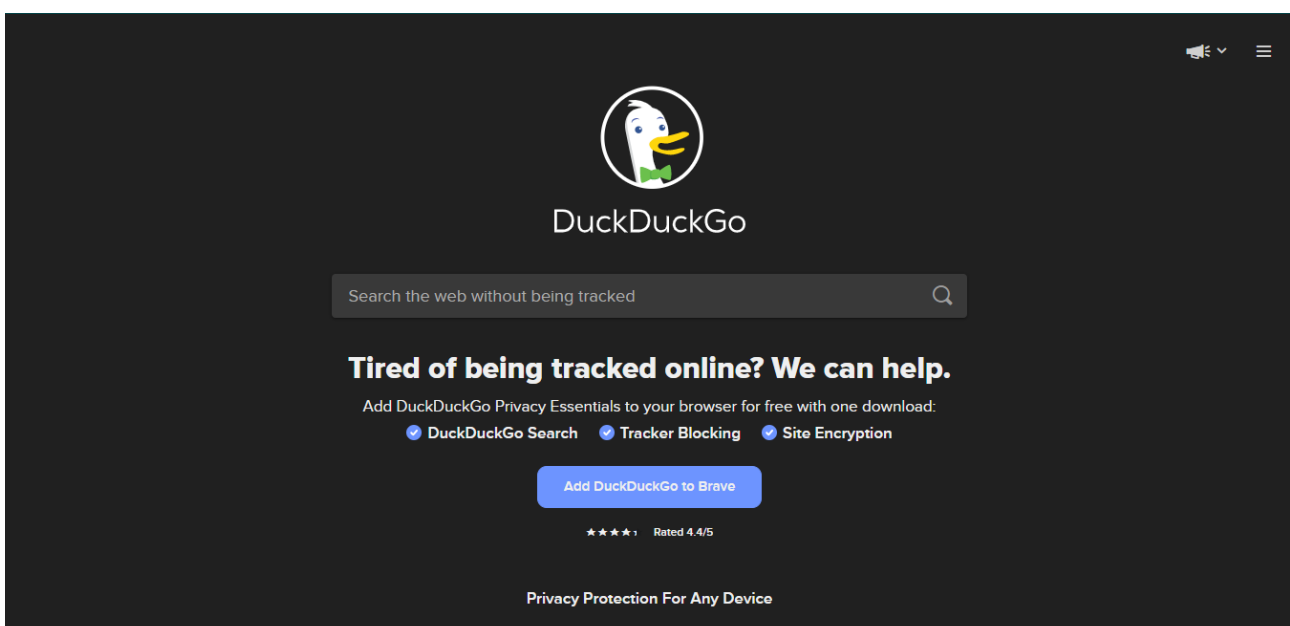 DuckDuckGo
Search the web without being tracked
Tired of being tracked online? We can help.
Add DuckDuckGo Privacy Essentials to your browser for free with one download:
DuckDuckGo Search Tracker Blocking Site Encryption
Add DuckDuckGo to Brave
Rated 4.4/5
Privacy Protection For Any Device